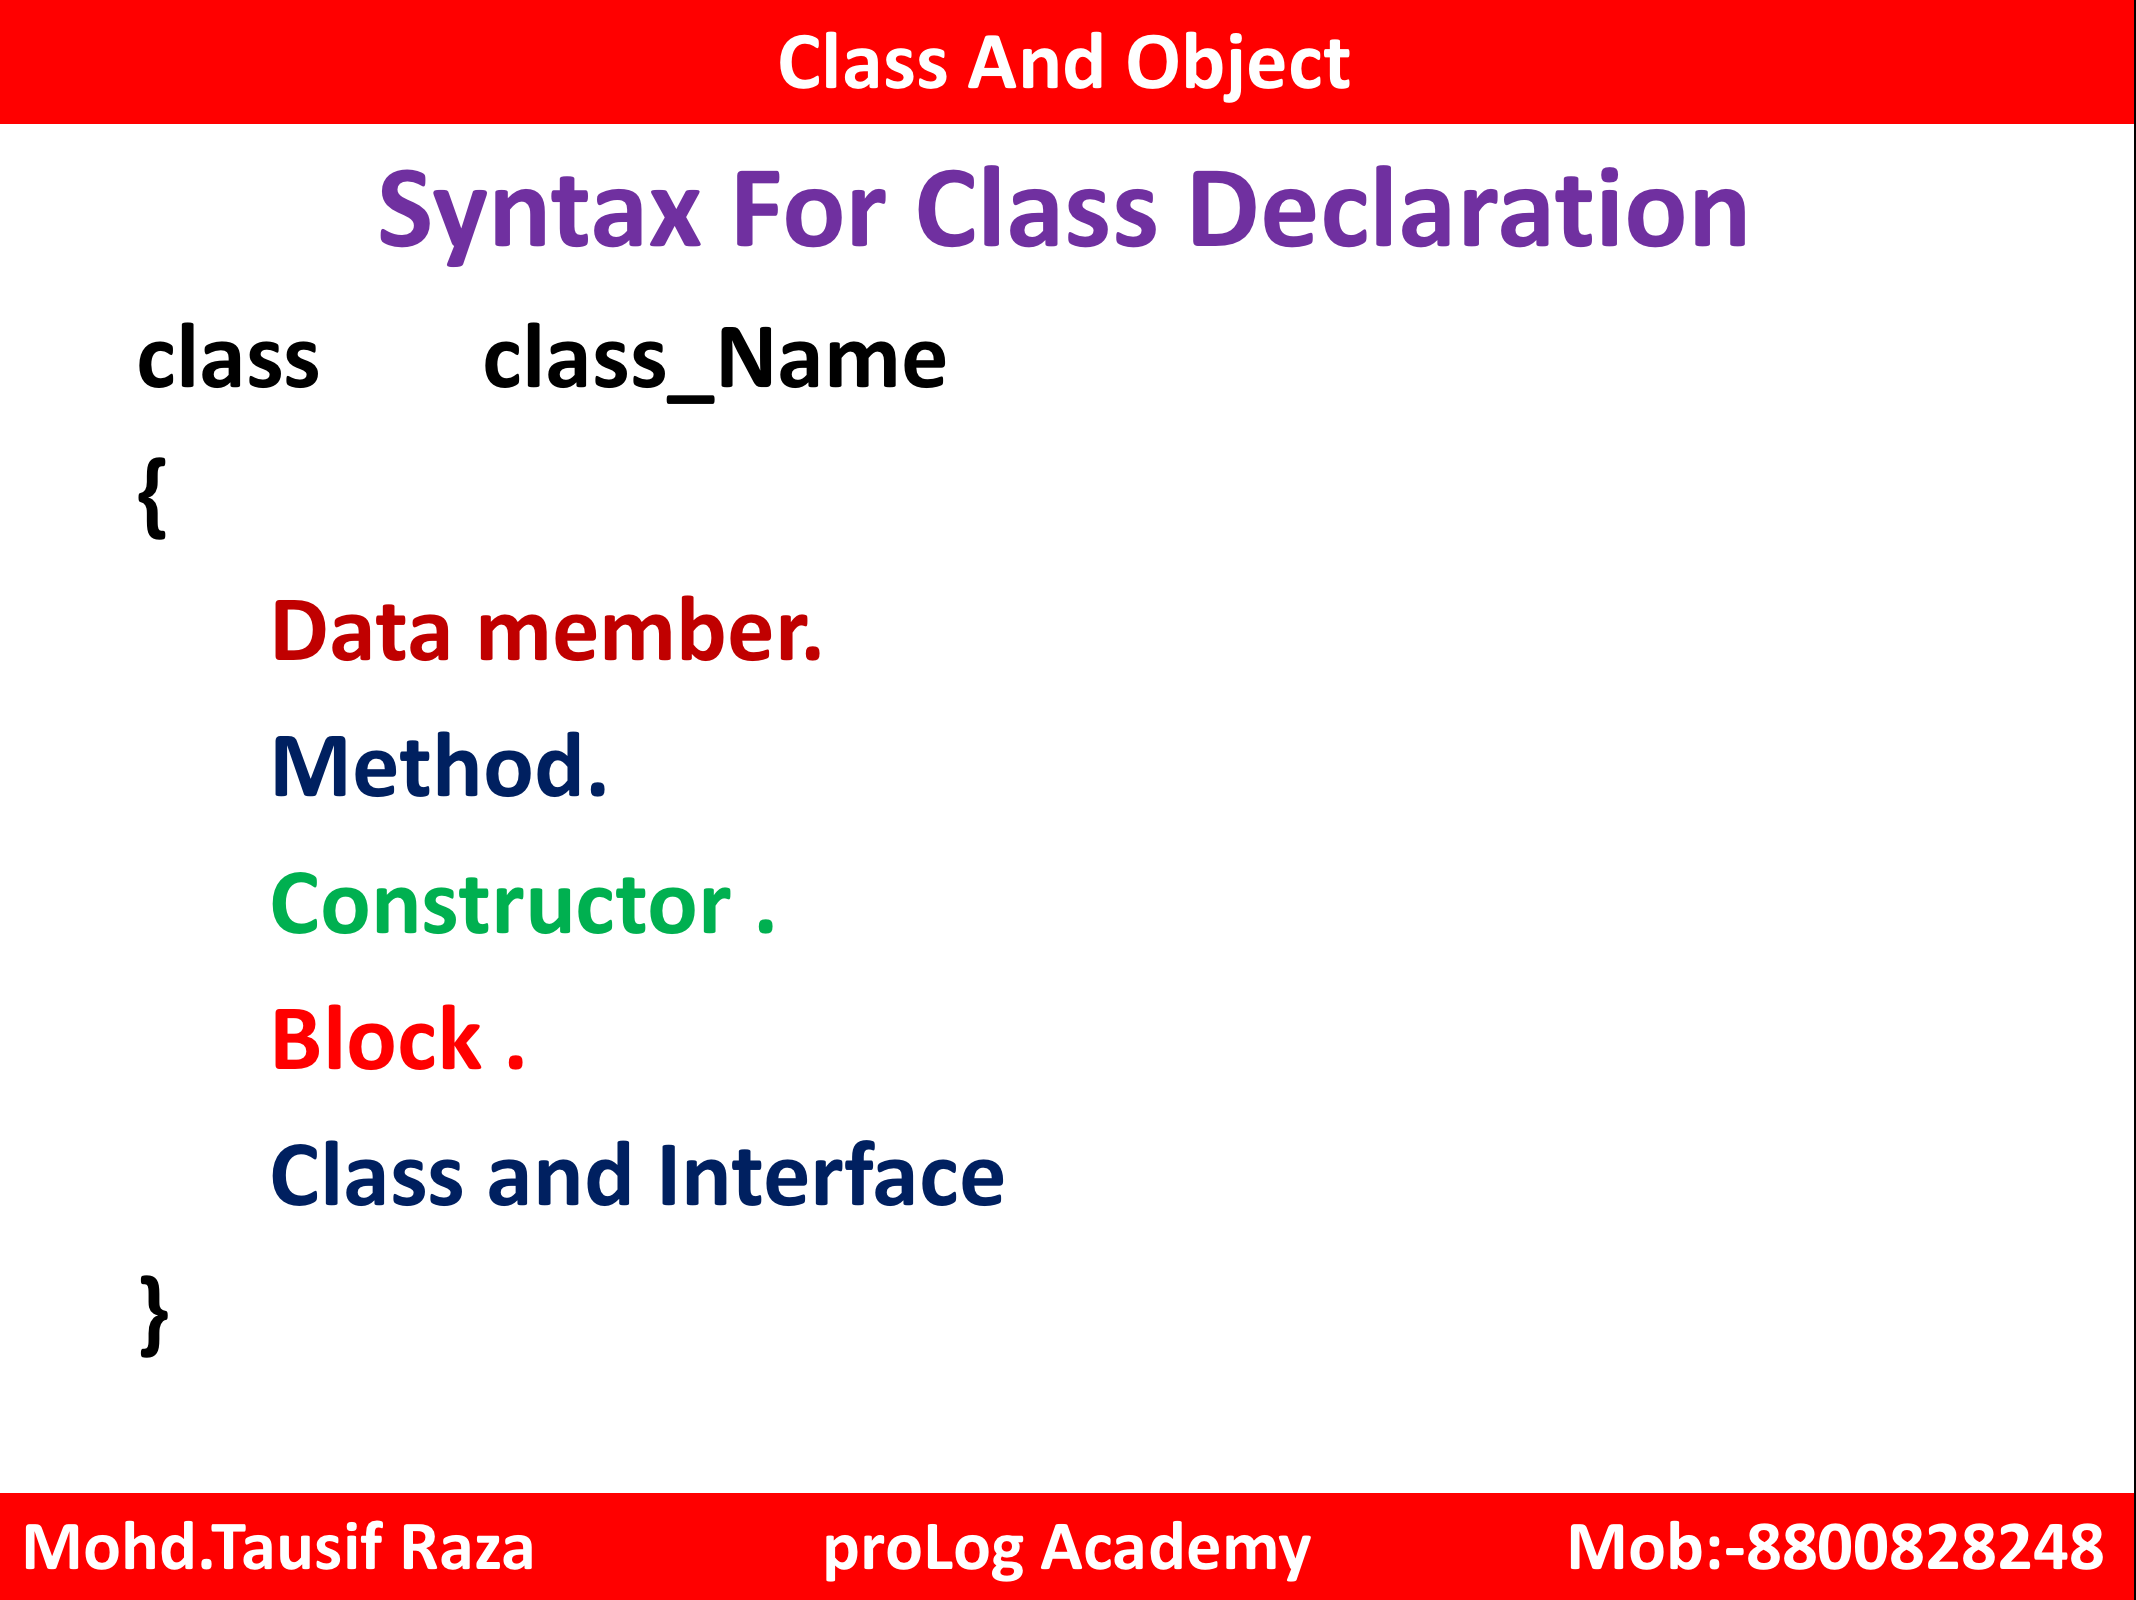 Class And Object
Syntax For Class Declaration
class class_Name
{
Data member.
Method.
Constructor .
Block .
Class and Interface
}
Mohd.Tausif Raza proLog Academy Mob:-8800828248